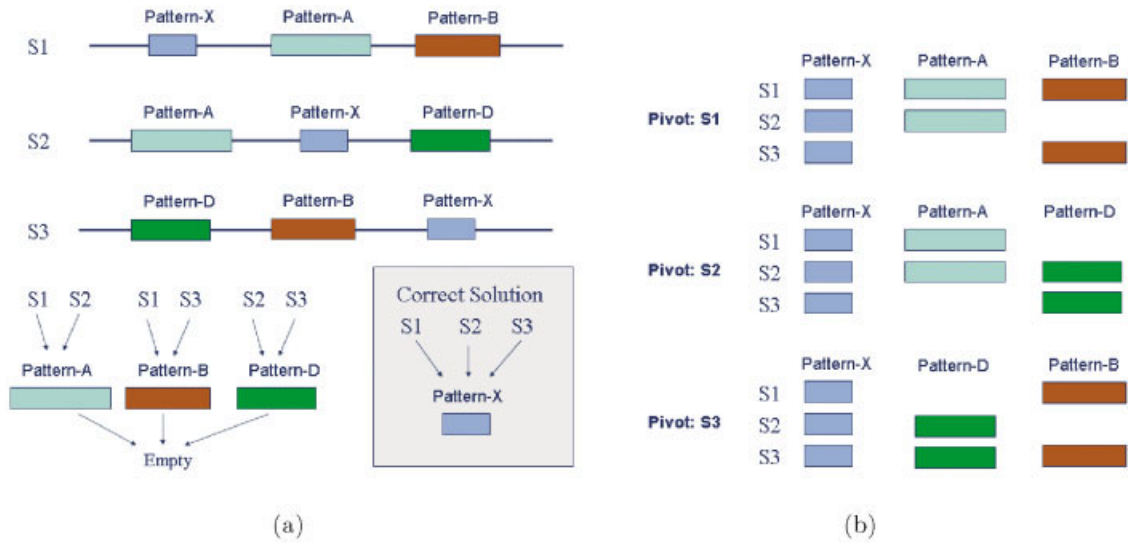 Pattern-X Pattern-A Pattern-B
S1
Pattern-A Pattern-X Pattern-D
S2
Pattern-D Pattern-B Pattern-X
S3
S1 S2 S1 S3 S2 S3
Pattern-A Pattern-B Pattern-D
Empty
Correct Solution
S1 S2 S3
Pattern-X
(a)
Pattern-X Pattern-A Pattern-B
S1
Pivot: S1 S2
S3
Pattern-X Pattern-A Pattern-D
S1
Pivot: S2 S2
S3
Pattern-X Pattern-D Pattern-B
S1
Pivot: S3 S2
S3
(b)